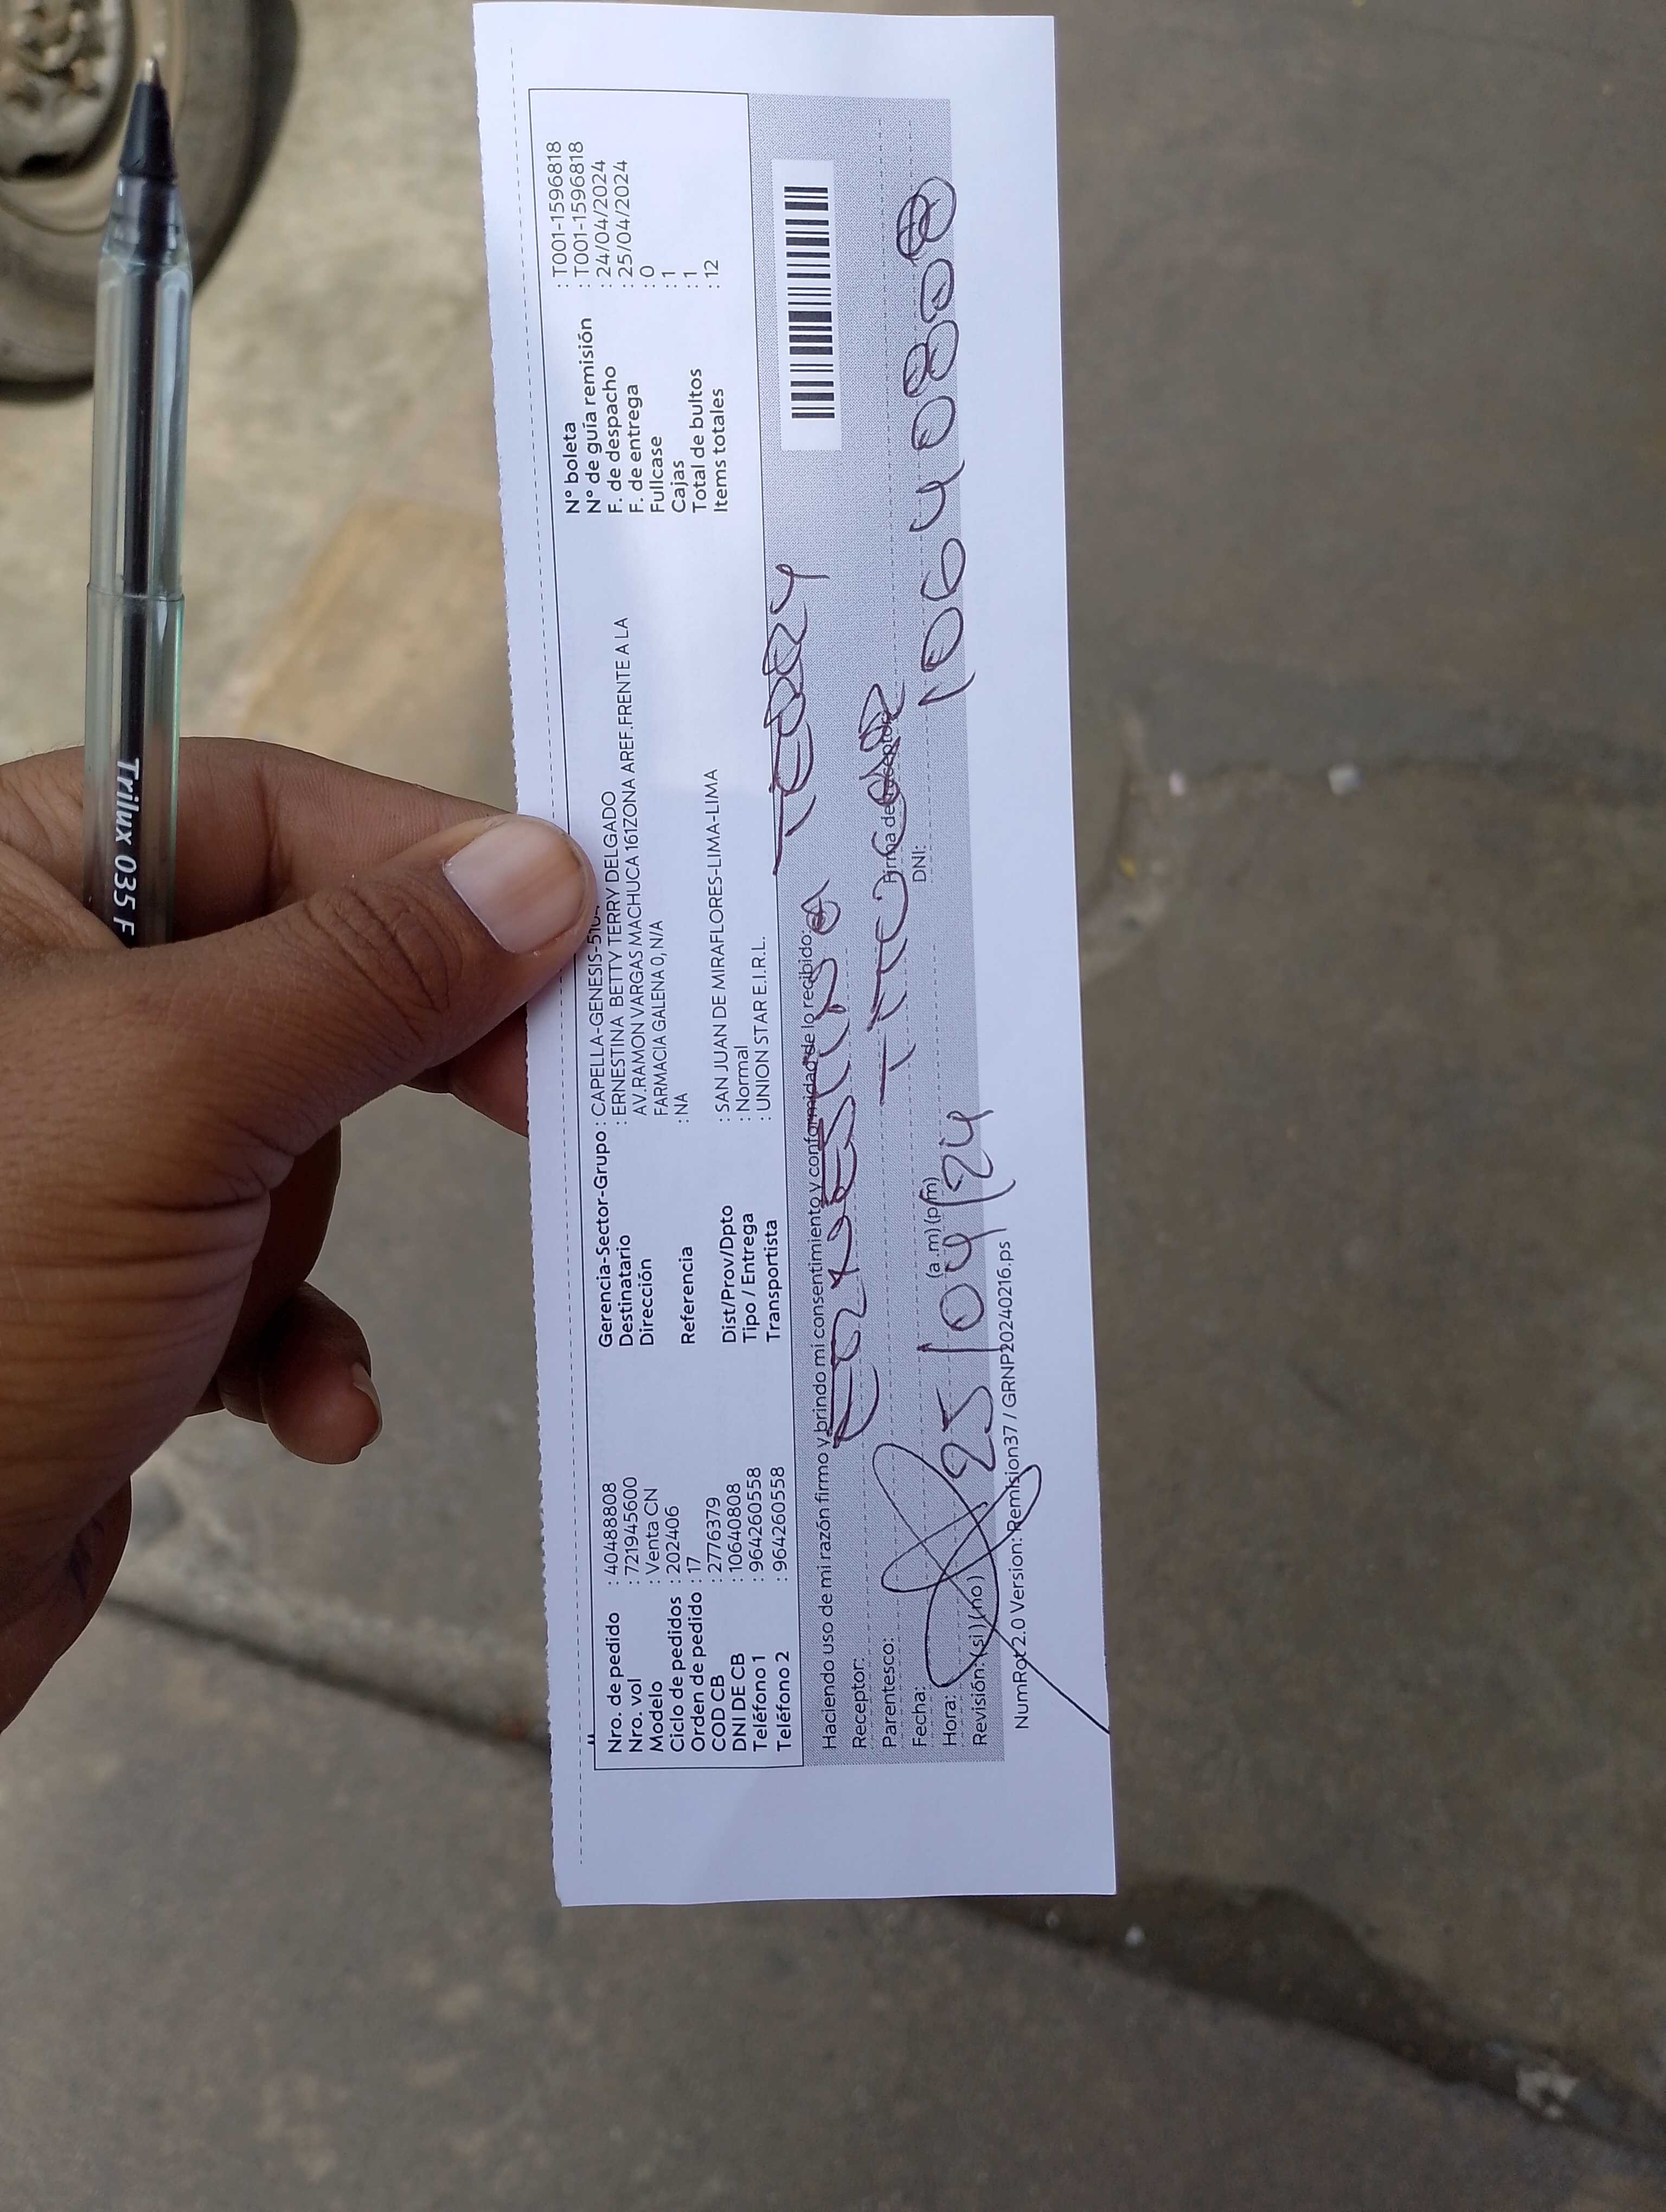 Nro. de pedido : 40488808
Nro. vol : 721945600
Modelo : Venta CN
Ciclo de pedidos : 202406
Orden de pedido : 17
COD CB : 2776379
DNI DE CB : 10640808
Teléfono 1 : 964260558
Teléfono 2 : 964260558
Gerencia-Sector-Grupo : CAPELLA-GENESIS-
Destinatario : ERNESTINA BETTY TERRY DELGADO
Dirección AV.RAMON VARGAS MACHUCA 161ZONA AREF.FRENTE A LA
FARMACIA GALENA 0, N/A
Referencia : NA
Dist/Prov/Dpto : SAN JUAN DE MIRAFLORES-LIMA-LIMA
Tipo / Entrega : Normal
Transportista : UNION STAR E.I.R.L.
N° boleta : T001-1596818
N° de guía remisión : T001-1596818
F. de despacho : 24/04/2024
F. de entrega : 25/04/2024
Fullcase : 0
Cajas : 1
Total de bultos : 1
Items totales : 12
Haciendo uso de mi razón firmo y brindo mi consentimiento y conformidad de lo recibido:
Receptor:
Parentesco: TITULAR
Firma de receptor
Fecha: 25/04/24
DNI: 10640808
Hora: (a.m) (pm)
Revisión: (si) (no)
NumRot2.0 Version: Remision37 / GRNP20240216.ps
Trilux 035 F